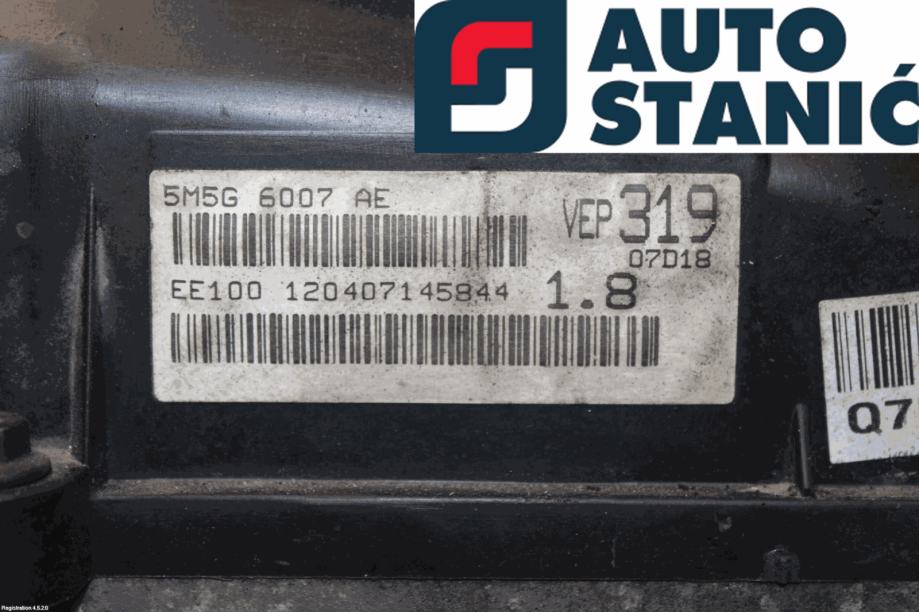 AUTO
STANIĆ
5M5G 6007 AE
VEP 319
07D18
EE100 120407145844 1.8
Q7
Registration 4.5.2.0